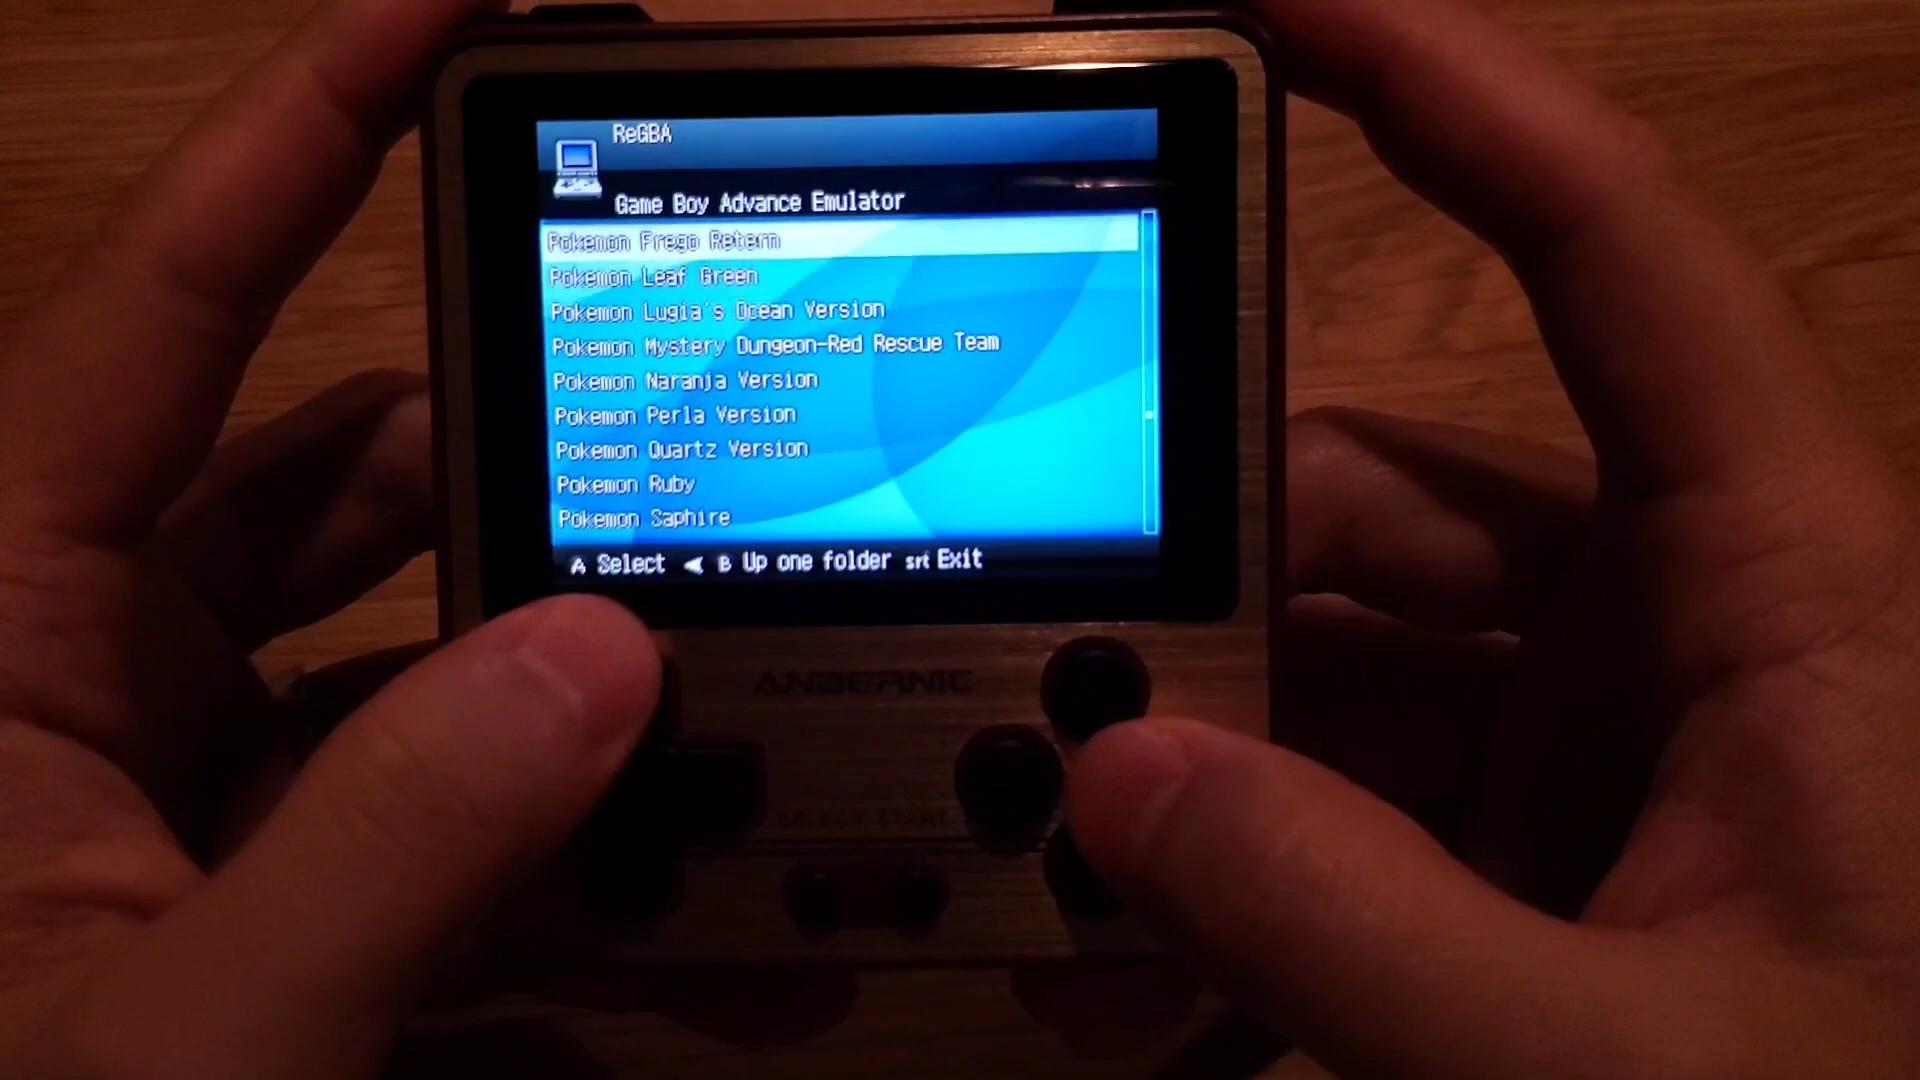 ReGBA
Game Boy Advance Emulator
Pokemon Frego Retern
Pokemon Leaf Green
Pokemon Lugia's Ocean Version
Pokemon Mystery Dungeon-Red Rescue Team
Pokemon Naranja Version
Pokemon Perla Version
Pokemon Quartz Version
Pokemon Ruby
Pokemon Saphire
A Select ◀ B Up one folder srt Exit
ANBERNIC
SELECT START